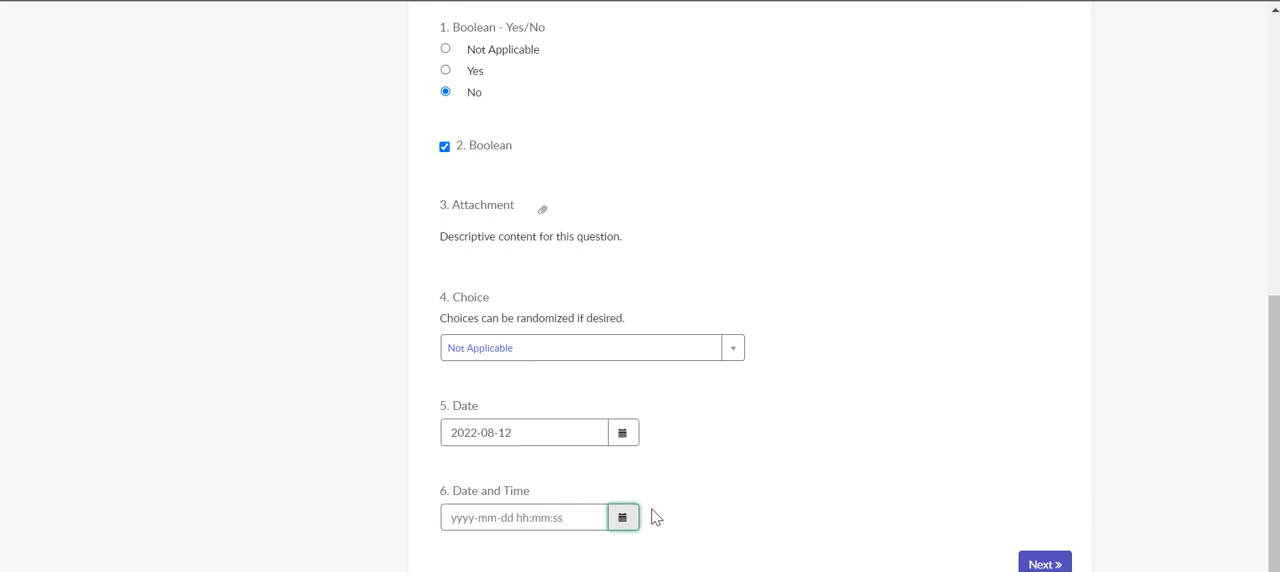 1. Boolean - Yes/No
Not Applicable
Yes
No
2. Boolean
3. Attachment
Descriptive content for this question.
4. Choice
Choices can be randomized if desired.
Not Applicable
5. Date
2022-08-12
6. Date and Time
yyyy-mm-dd hh:mm:ss
Next »